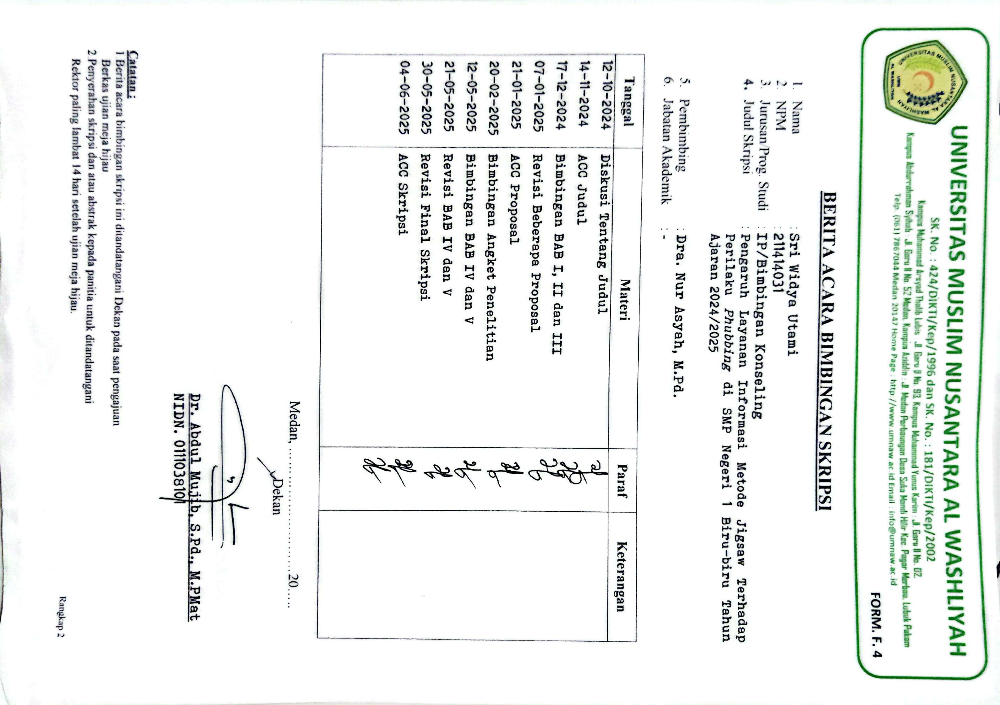 UNIVERSITAS MUSLIM NUSANTARA AL WASHLIYAH
SK. No. : 424/DIKTI/Kep/1996 dan SK. No. : 181/DIKTI/Kep/2002
Kampus Muhammad Arsyad Thalib Lubis : Jl. Garu II No. 93. Kampus Muhammad Yunus Karim : Jl. Garu II No. 02.
Kampus Abdurrahman Syihab : Jl. Garu II No. 52 Medan. Kampus Aziddin : Jl. Medan Perbaungan Desa Suka Mandi Hilir Kec. Pagar Merbau, Lubuk Pakam
Telp. (061) 7867044 Medan 20147 Home Page : http://www.umnaw.ac.id Email : info@umnaw.ac.id
UNIVERSITAS MUSLIM NUSANTARA AL WASHLIYAH
UMN
AL WASHLIYAH
FORM. F. 4
BERITA ACARA BIMBINGAN SKRIPSI
1. Nama : Sri Widya Utami
2. NPM : 211414031
3. Jurusan/Prog. Studi : IP/Bimbingan Konseling
4. Judul Skripsi : Pengaruh Layanan Informasi Metode Jigsaw Terhadap
Perilaku Phubbing di SMP Negeri 1 Biru-biru Tahun
Ajaran 2024/2025
5. Pembimbing : Dra. Nur Asyah, M.Pd.
6. Jabatan Akademik : -
Tanggal Materi Paraf Keterangan
12-10-2024 Diskusi Tentang Judul
14-11-2024 ACC Judul
17-12-2024 Bimbingan BAB I, II dan III
07-01-2025 Revisi Beberapa Proposal
21-01-2025 ACC Proposal
20-02-2025 Bimbingan Angket Penelitian
12-05-2025 Bimbingan BAB IV dan V
21-05-2025 Revisi BAB IV dan V
30-05-2025 Revisi Final Skripsi
04-06-2025 ACC Skripsi
Medan, ........................................20.....
Dekan
Dr. Abdul Mujib, S.Pd., M.PMat
NIDN. 0111038101
Catatan :
1.Berita acara bimbingan skripsi ini ditandatangani Dekan pada saat pengajuan
Berkas ujian meja hijau
2.Penyerahan skripsi dan atau abstrak kepada panitia untuk ditandatangani
Rektor paling lambat 14 hari setelah ujian meja hijau.
Rangkap 2